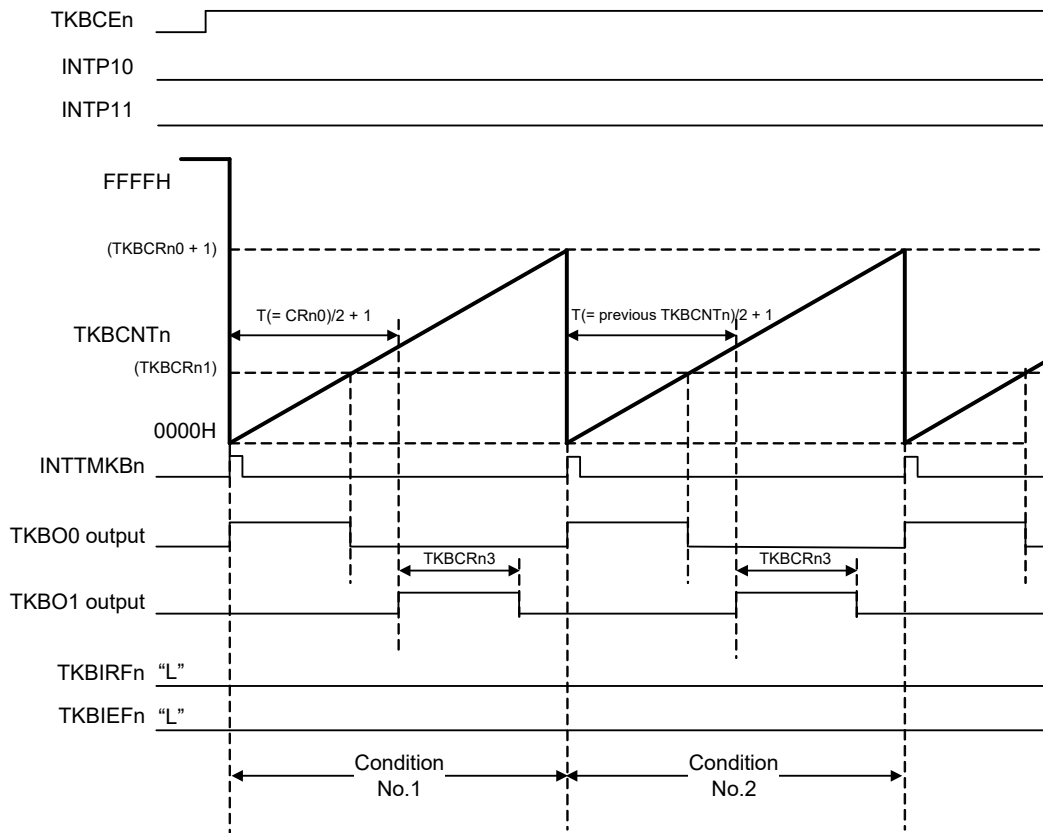 TKBCEn
INTP10
INTP11
FFFFH
(TKBCRn0 + 1)
T(= CRn0)/2 + 1
T(= previous TKBCNTn)/2 + 1
TKBCNTn
(TKBCRn1)
0000H
INTTMKBn
TKBO0 output
TKBCRn3
TKBCRn3
TKBO1 output
TKBIRFn "L"
TKBIEFn "L"
Condition
No.1
Condition
No.2